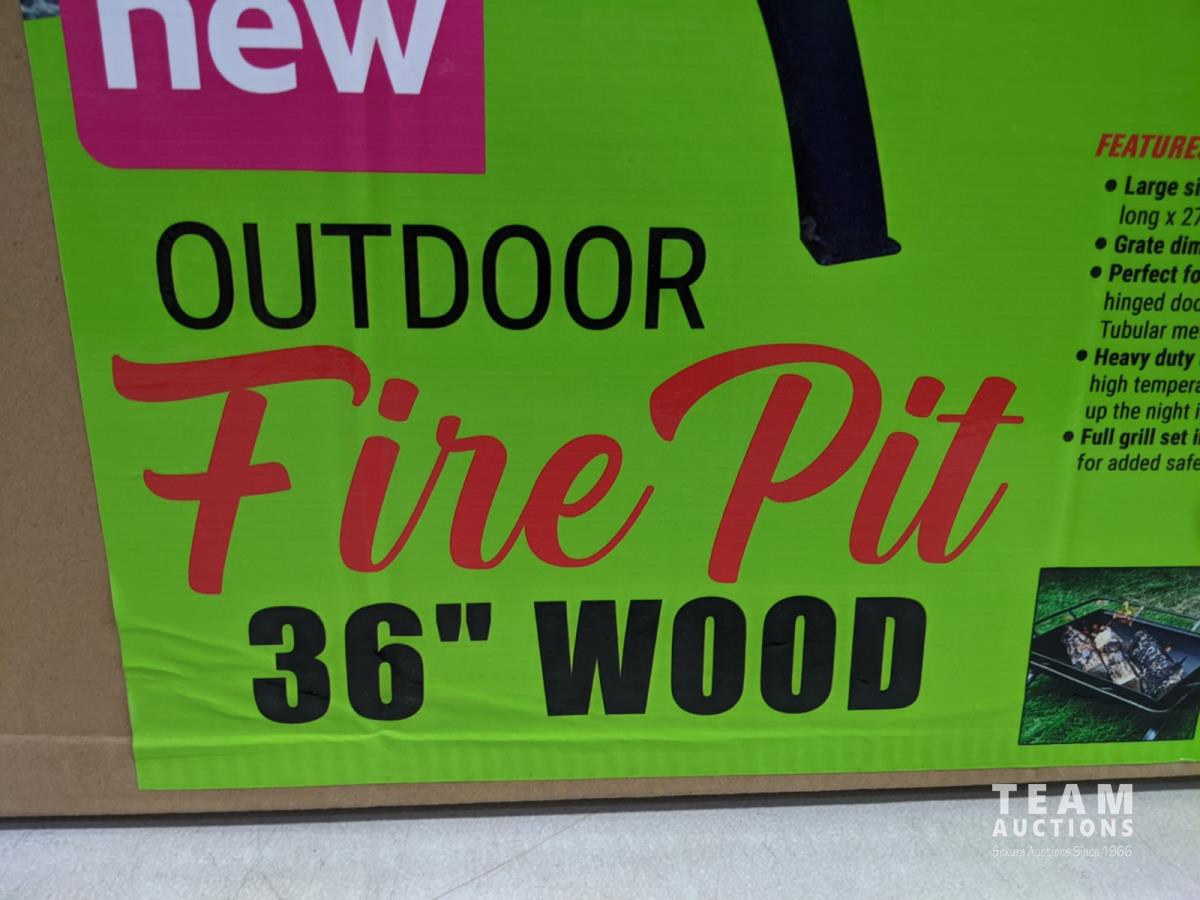 new
OUTDOOR
Fire Pit
36" WOOD
FEATURE
• Large si
long x 27
• Grate dim
• Perfect fo
hinged doo
Tubular me
• Heavy duty
high tempera
up the night i
• Full grill set i
for added safe
TEAM
AUCTIONS
Sekura Auctions Since 1966